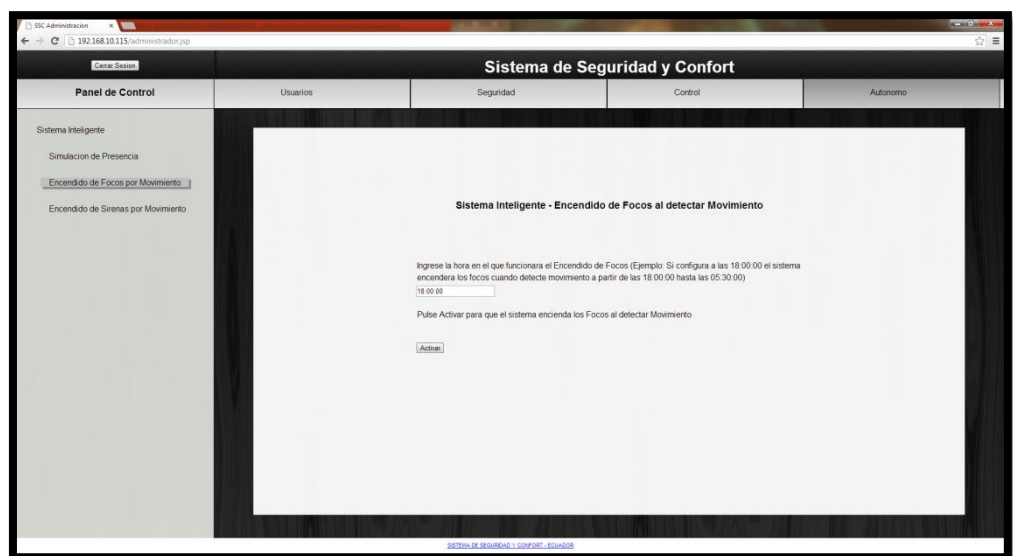 SSC Administracion
192.168.10.115/administrador.jsp
Cerrar Sesion
Sistema de Seguridad y Confort
Panel de Control
Usuarios
Seguridad
Control
Autonomo
Sistema Inteligente
Simulacion de Presencia
Encendido de Focos por Movimiento
Encendido de Sirenas por Movimiento
Sistema Inteligente - Encendido de Focos al detectar Movimiento
Ingrese la hora en el que funcionara el Encendido de Focos (Ejemplo: Si configura a las 18:00:00 el sistema
encendera los focos cuando detecte movimiento a partir de las 18:00:00 hasta las 05:30:00)
18:00:00
Pulse Activar para que el sistema encienda los Focos al detectar Movimiento
Activar
SISTEMA DE SEGURIDAD Y CONFORT - ECUADOR